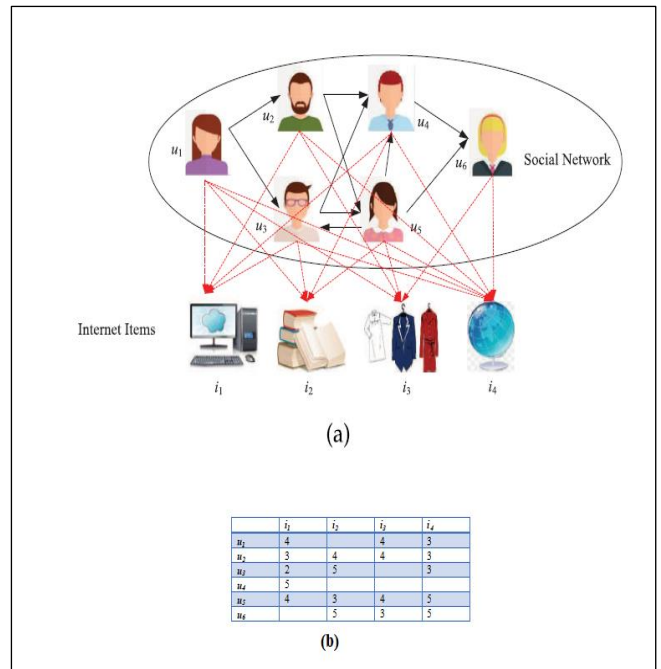 u2
u4
u1
u6
Social Network
u3
u5
Internet Items
i1
i2
i3
i4
(a)
i1 i2 i3 i4
u1 4 4 3
u2 3 4 4 3
u3 2 5 3
u4 5
u5 4 3 4 5
u6 5 3 5
(b)